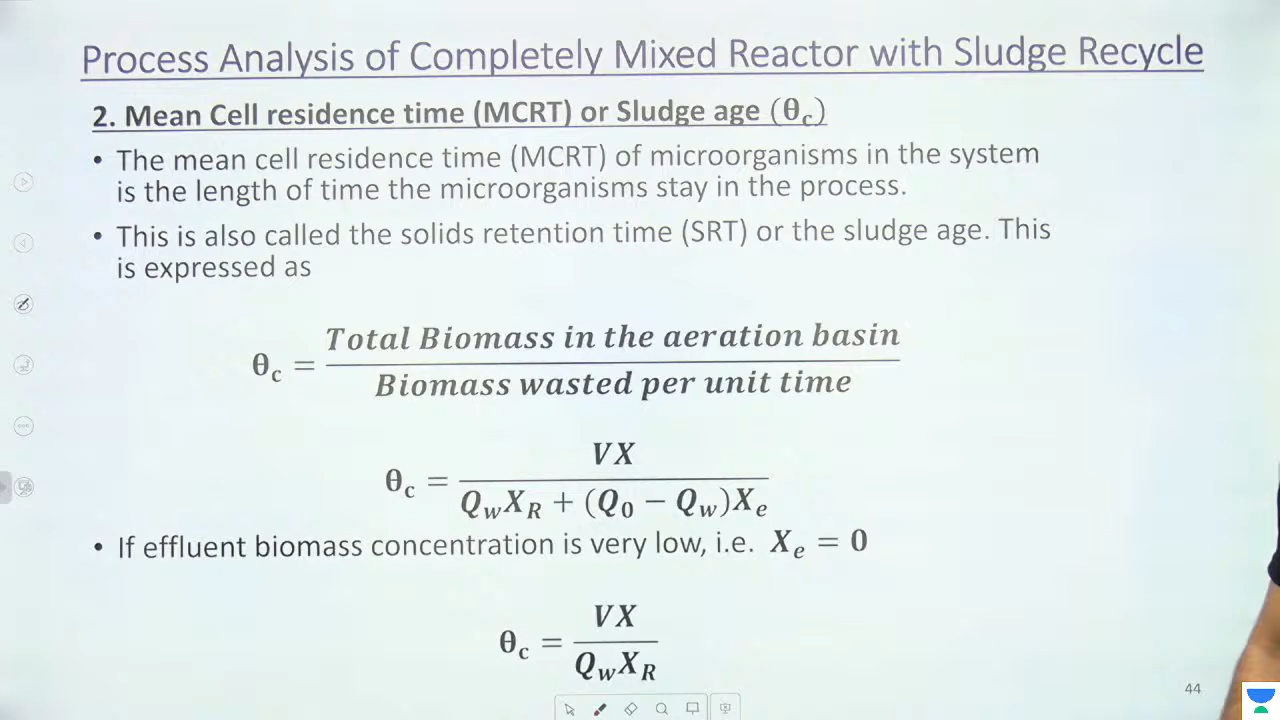 Process Analysis of Completely Mixed Reactor with Sludge Recycle
2. Mean Cell residence time (MCRT) or Sludge age (θ_c)
• The mean cell residence time (MCRT) of microorganisms in the system
is the length of time the microorganisms stay in the process.
• This is also called the solids retention time (SRT) or the sludge age. This
is expressed as
θ_c = Total Biomass in the aeration basin / Biomass wasted per unit time
θ_c = VX / Q_wX_R + (Q_0 − Q_w)X_e
• If effluent biomass concentration is very low, i.e. X_e = 0
θ_c = VX / Q_wX_R
44